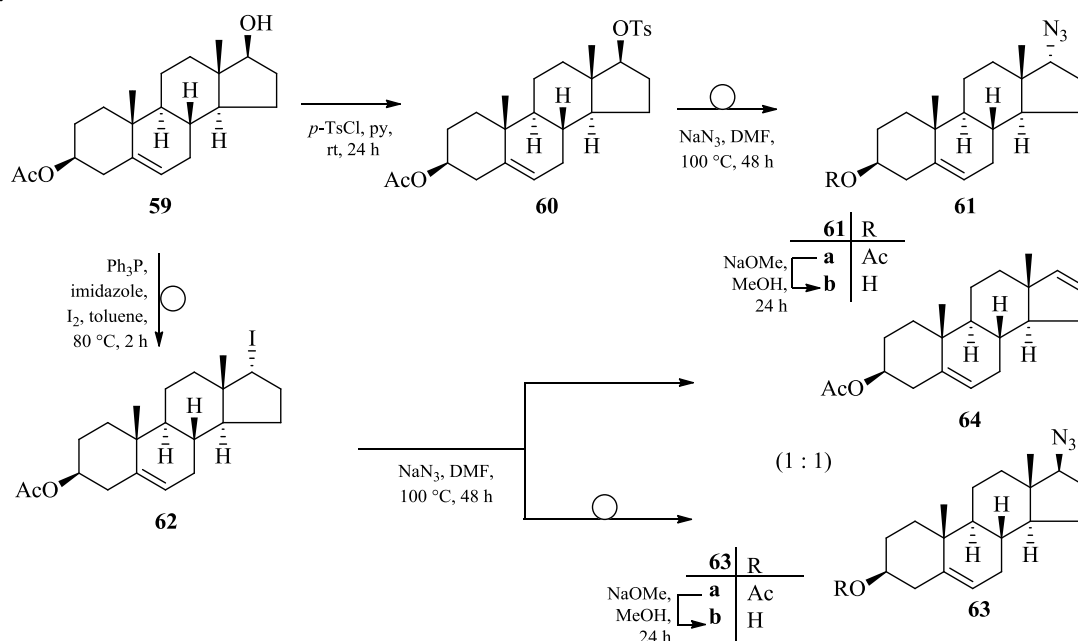 OH
H
H
H
AcO
59
p-TsCl, py,
rt, 24 h
OTs
H
H
H
AcO
60
NaN3, DMF,
100 °C, 48 h
N3
H
H
H
RO
61
61 R
a Ac
b H
NaOMe,
MeOH,
24 h
Ph3P,
imidazole,
I2, toluene,
80 °C, 2 h
I
H
H
H
AcO
62
NaN3, DMF,
100 °C, 48 h
H
H
H
AcO
64
(1 : 1)
N3
H
H
H
RO
63
63 R
a Ac
b H
NaOMe,
MeOH,
24 h